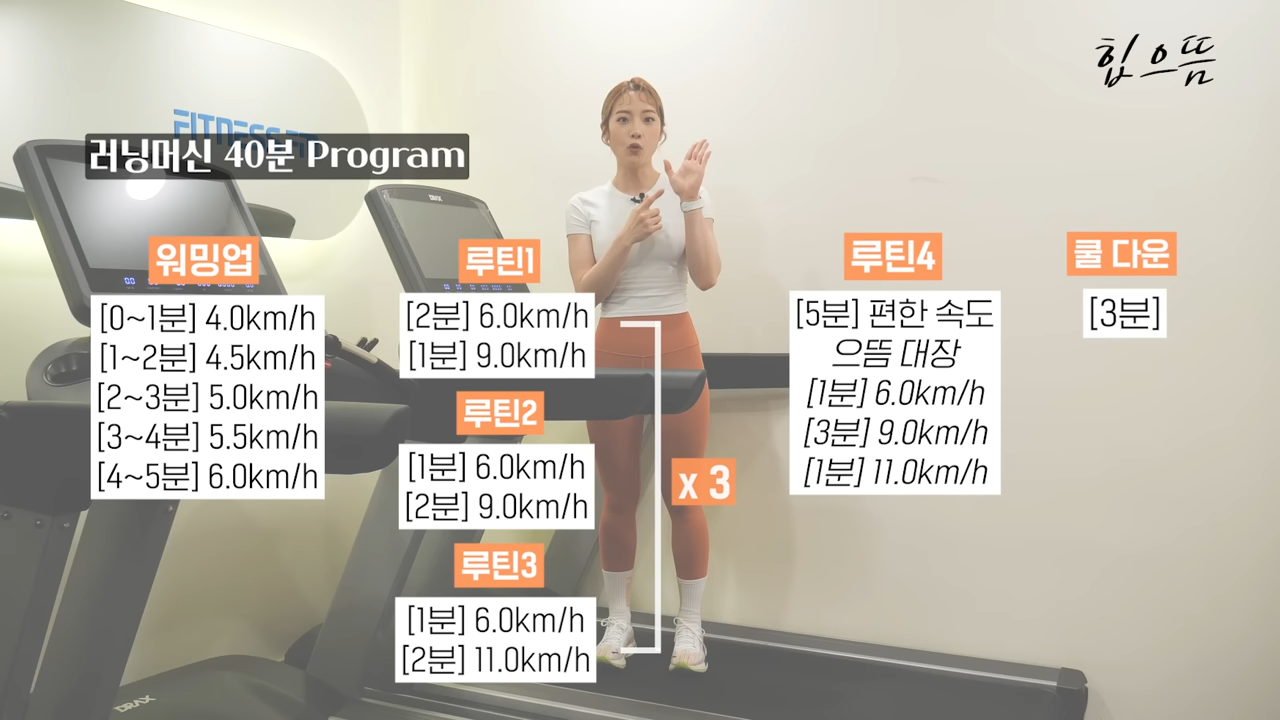 힙으뜸
FITNESS FIT
러닝머신 40분 Program
DRAX
워밍업
[0~1분] 4.0km/h
[1~2분] 4.5km/h
[2~3분] 5.0km/h
[3~4분] 5.5km/h
[4~5분] 6.0km/h
루틴1
[2분] 6.0km/h
[1분] 9.0km/h
루틴2
[1분] 6.0km/h
[2분] 9.0km/h
루틴3
[1분] 6.0km/h
[2분] 11.0km/h
x 3
루틴4
[5분] 편한 속도
으뜸 대장
[1분] 6.0km/h
[3분] 9.0km/h
[1분] 11.0km/h
쿨 다운
[3분]
DRAX